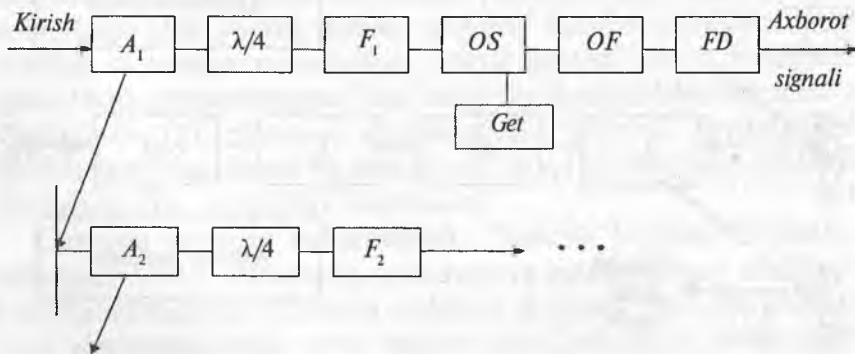 Kirish A₁ λ/4 F₁ OS OF FD Axborot
signali
Get
A₂ λ/4 F₂ • • •